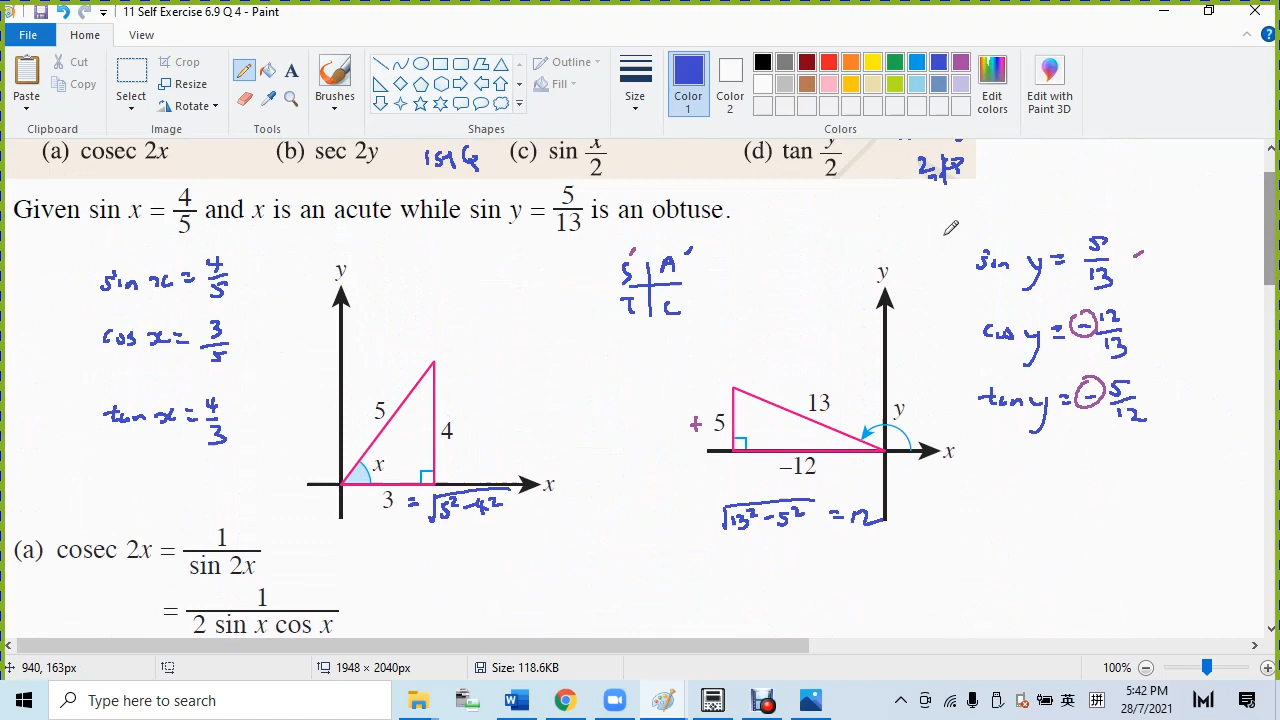 11 Self Exercise 6.9 Q 4 - Paint
File Home View
Paste Cut Copy
Clipboard
Select Crop Resize Rotate
Image
Tools
Brushes
Outline Fill
Shapes
Size
Color 1
Color 2
Edit colors
Edit with Paint 3D
Colors
(a) cosec 2x (b) sec 2y (c) sin x/2 (d) tan y/2
1st Q
Given sin x = 4/5 and x is an acute while sin y = 5/13 is an obtuse.
sin x = 4/5
cos x = 3/5
tan x = 4/3
y
5
4
x
3
x
= √5² - 4²
S A
T C
y
13
y
+ 5
x
–12
√13² - 5² = 12
sin y = 5/13
cos y = - 12/13
tan y = - 5/12
(a) cosec 2x = 1/sin 2x
= 1/2 sin x cos x
940, 163px 1948 × 2040px Size: 118.6KB 100%
Type here to search
英 拼
5:42 PM
28/7/2021